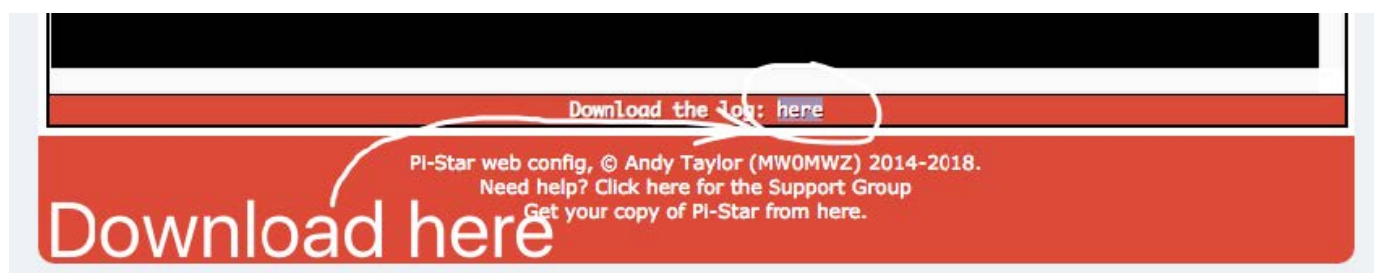 Download the log: here
Pi-Star web config, © Andy Taylor (MW0MWZ) 2014-2018.
Need help? Click here for the Support Group
Get your copy of Pi-Star from here.
Download here